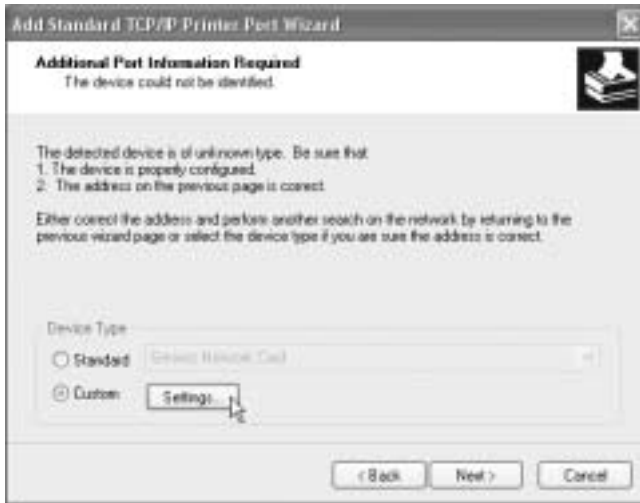 Add Standard TCP/IP Printer Port Wizard
Additional Port Information Required
The device could not be identified.
The detected device is of unknown type. Be sure that
1. The device is properly configured.
2. The address on the previous page is correct.
Either correct the address and perform another search on the network by returning to the
previous wizard page or select the device type if you are sure the address is correct.
Device Type
Standard
Generic Network Card
Custom
Settings...
< Back
Next >
Cancel